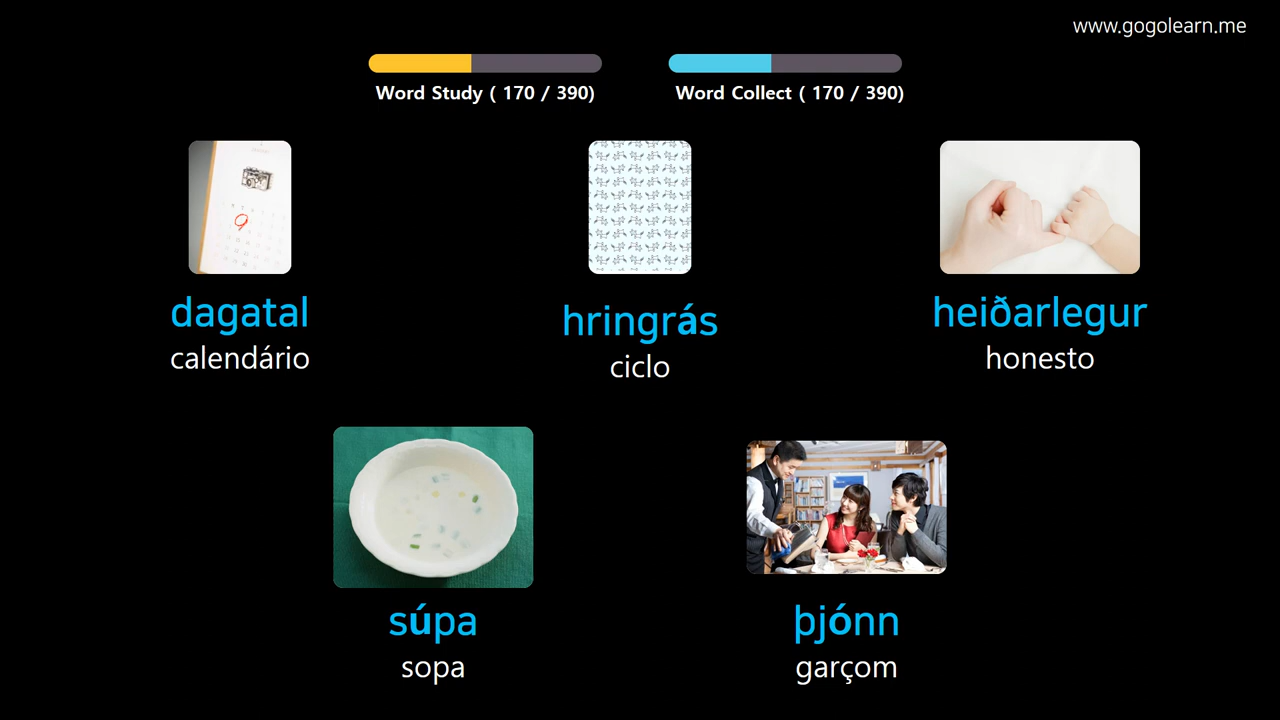 www.gogolearn.me
Word Study ( 170 / 390)
Word Collect ( 170 / 390)
dagatal
calendário
hringrás
ciclo
heiðarlegur
honesto
súpa
sopa
þjónn
garçom